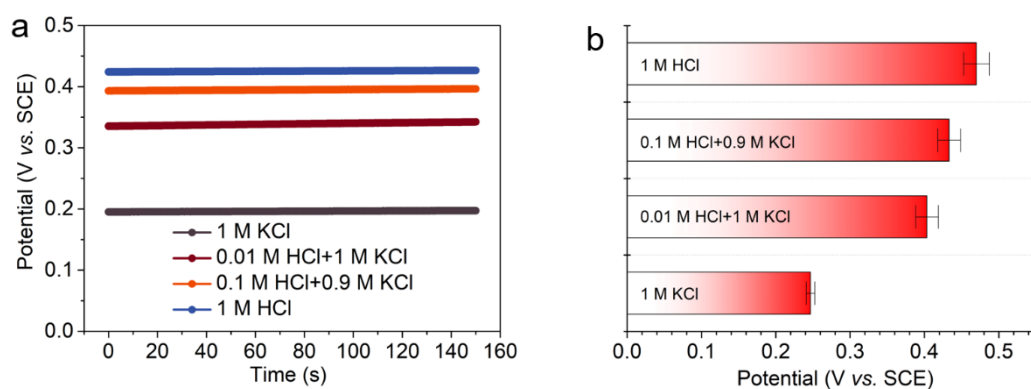 a
0.5
0.4
0.3
0.2
0.1
0.0
Potential (V vs. SCE)
1 M KCl
0.01 M HCl+1 M KCl
0.1 M HCl+0.9 M KCl
1 M HCl
0 20 40 60 80 100 120 140 160
Time (s)
b
1 M HCl
0.1 M HCl+0.9 M KCl
0.01 M HCl+1 M KCl
1 M KCl
0.0 0.1 0.2 0.3 0.4 0.5
Potential (V vs. SCE)